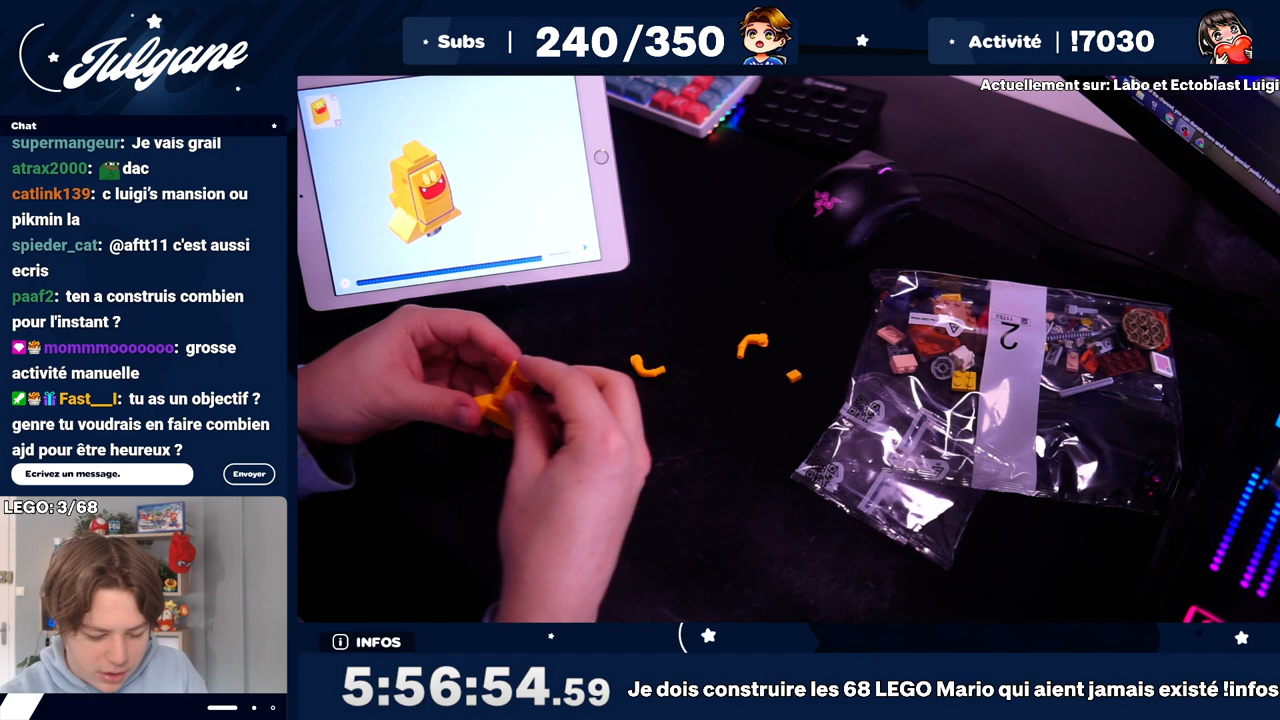 Julgane
Subs | 240/350
Activité | !7030
Actuellement sur: Labo et Ectoblast Luigi
Chat
supermangeur: Je vais grail
atrax2000: dac
catlink139: c luigi's mansion ou
pikmin la
spieder_cat: @aftt11 c'est aussi
ecris
paaf2: ten a construis combien
pour l'instant ?
mommmooooooo: grosse
activité manuelle
Fast___l: tu as un objectif ?
genre tu voudrais en faire combien
ajd pour être heureux ?
Ecrivez un message.
Envoyer
2
LEGO: 3/68
INFOS
5:56:54.59
Je dois construire les 68 LEGO Mario qui aient jamais existé !infos